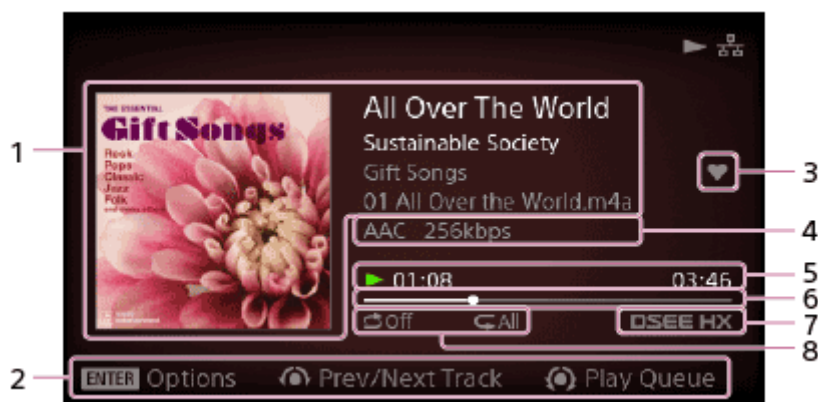 THE ESSENTIAL
Gift Songs
Rock
Pops
Classic
Jazz
Folk
All Over The World
Sustainable Society
Gift Songs
01 All Over the World.m4a
AAC 256kbps
01:08 03:46
Off All DSEE HX
ENTER Options Prev/Next Track Play Queue
1
2
3
4
5
6
7
8